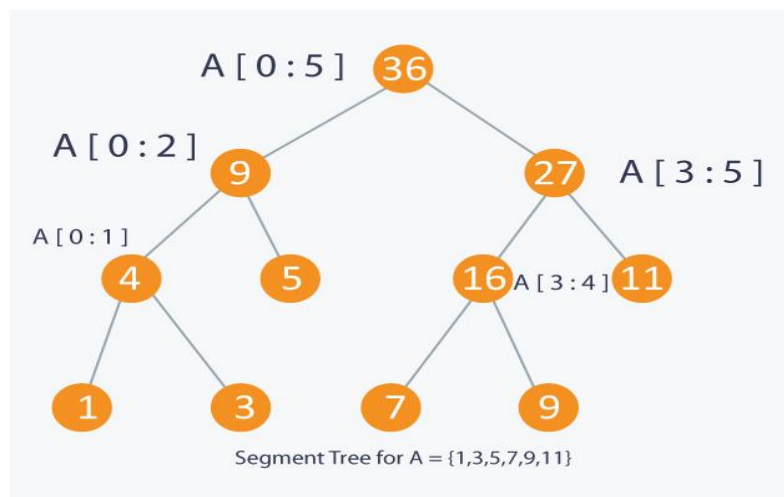 A [ 0 : 5 ] 36
A [ 0 : 2 ] 9 27 A [ 3 : 5 ]
A [ 0 : 1 ]
4 5 16 A [ 3 : 4 ] 11
1 3 7 9
Segment Tree for A = {1,3,5,7,9,11}